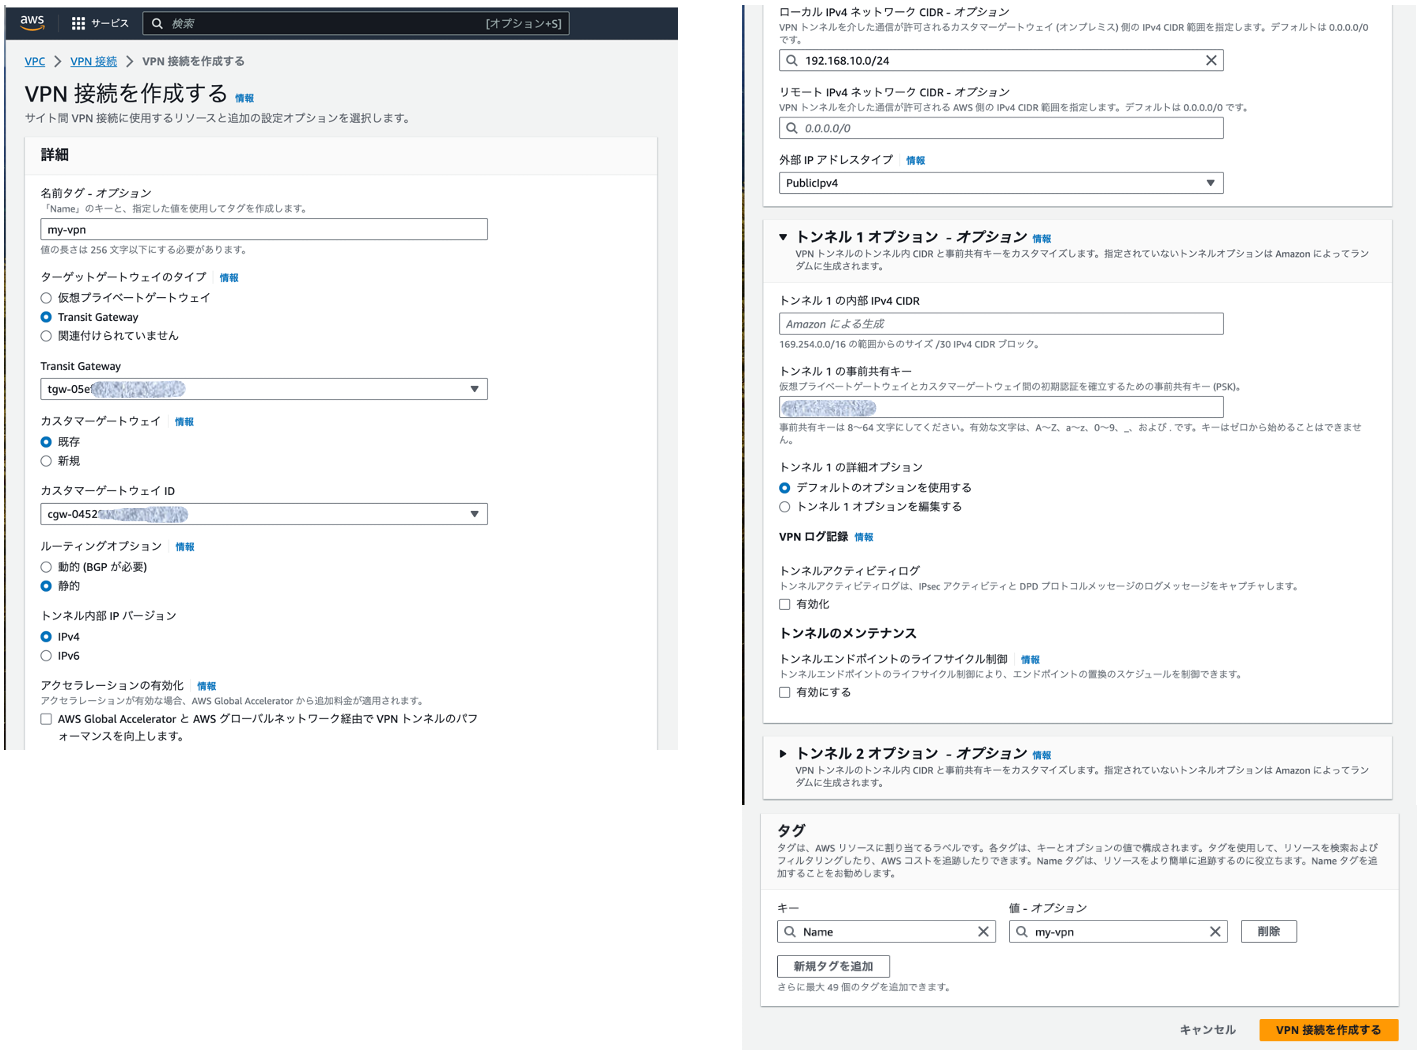 aws
サービス
検索
[オプション+S]
VPC
VPN 接続
VPN 接続を作成する
VPN 接続を作成する 情報
サイト間 VPN 接続に使用するリソースと追加の設定オプションを選択します。
詳細
名前タグ - オプション
「Name」のキーと、指定した値を使用してタグを作成します。
my-vpn
値の長さは 256 文字以下にする必要があります。
ターゲットゲートウェイのタイプ 情報
仮想プライベートゲートウェイ
Transit Gateway
関連付けられていません
Transit Gateway
tgw-05e
カスタマーゲートウェイ 情報
既存
新規
カスタマーゲートウェイ ID
cgw-0452
ルーティングオプション 情報
動的 (BGP が必要)
静的
トンネル内部 IP バージョン
IPv4
IPv6
アクセラレーションの有効化 情報
アクセラレーションが有効な場合、AWS Global Accelerator から追加料金が適用されます。
AWS Global Accelerator と AWS グローバルネットワーク経由で VPN トンネルのパフ
ォーマンスを向上します。
ローカル IPv4 ネットワーク CIDR - オプション
VPN トンネルを介した通信が許可されるカスタマーゲートウェイ (オンプレミス) 側の IPv4 CIDR 範囲を指定します。デフォルトは 0.0.0.0/0
です。
192.168.10.0/24
リモート IPv4 ネットワーク CIDR - オプション
VPN トンネルを介した通信が許可される AWS 側の IPv4 CIDR 範囲を指定します。デフォルトは 0.0.0.0/0 です。
0.0.0.0/0
外部 IP アドレスタイプ 情報
PublicIpv4
トンネル 1 オプション - オプション 情報
VPN トンネルのトンネル内 CIDR と事前共有キーをカスタマイズします。指定されていないトンネルオプションは Amazon によってラン
ダムに生成されます。
トンネル 1 の内部 IPv4 CIDR
Amazon による生成
169.254.0.0/16 の範囲からのサイズ /30 IPv4 CIDR ブロック。
トンネル 1 の事前共有キー
仮想プライベートゲートウェイとカスタマーゲートウェイ間の初期認証を確立するための事前共有キー (PSK)。
事前共有キーは 8～64 文字にしてください。有効な文字は、A～Z、a～z、0～9、_、および . です。キーはゼロから始めることはできませ
ん。
トンネル 1 の詳細オプション
デフォルトのオプションを使用する
トンネル 1 オプションを編集する
VPN ログ記録 情報
トンネルアクティビティログ
トンネルアクティビティログは、IPsec アクティビティと DPD プロトコルメッセージのログメッセージをキャプチャします。
有効化
トンネルのメンテナンス
トンネルエンドポイントのライフサイクル制御 情報
トンネルエンドポイントのライフサイクル制御により、エンドポイントの置換のスケジュールを制御できます。
有効にする
トンネル 2 オプション - オプション 情報
VPN トンネルのトンネル内 CIDR と事前共有キーをカスタマイズします。指定されていないトンネルオプションは Amazon によってラン
ダムに生成されます。
タグ
タグは、AWS リソースに割り当てるラベルです。各タグは、キーとオプションの値で構成されます。タグを使用して、リソースを検索および
フィルタリングしたり、AWS コストを追跡したりできます。Name タグは、リソースをより簡単に追跡するのに役立ちます。Name タグを追
加することをお勧めします。
キー
値 - オプション
Name
my-vpn
削除
新規タグを追加
さらに最大 49 個のタグを追加できます。
キャンセル
VPN 接続を作成する